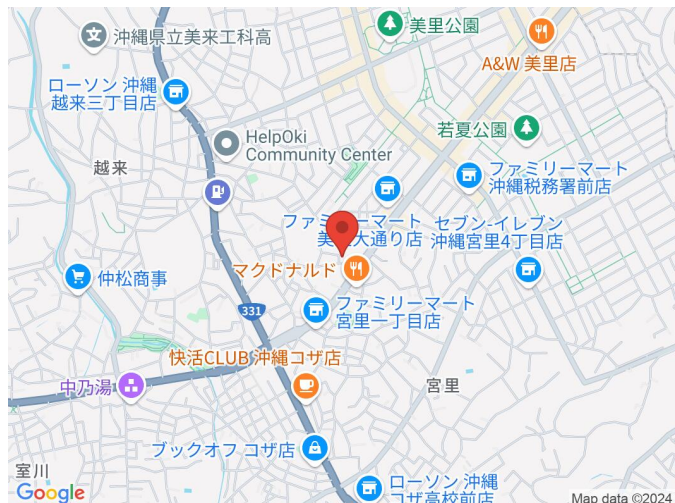 美里公園
沖縄県立美来工科高
A&W 美里店
ローソン 沖縄
越来三丁目店
若夏公園
HelpOki
Community Center
越来
ファミリーマート
沖縄税務署前店
ファミリーマート
大通り店
セブン-イレブン
沖縄宮里4丁目店
マクドナルド
仲松商事
331
ファミリーマート
宮里一丁目店
快活CLUB 沖縄コザ店
中乃湯
宮里
ブックオフ コザ店
室川
ローソン 沖縄
コザ高校前店
Google
Map data ©2024